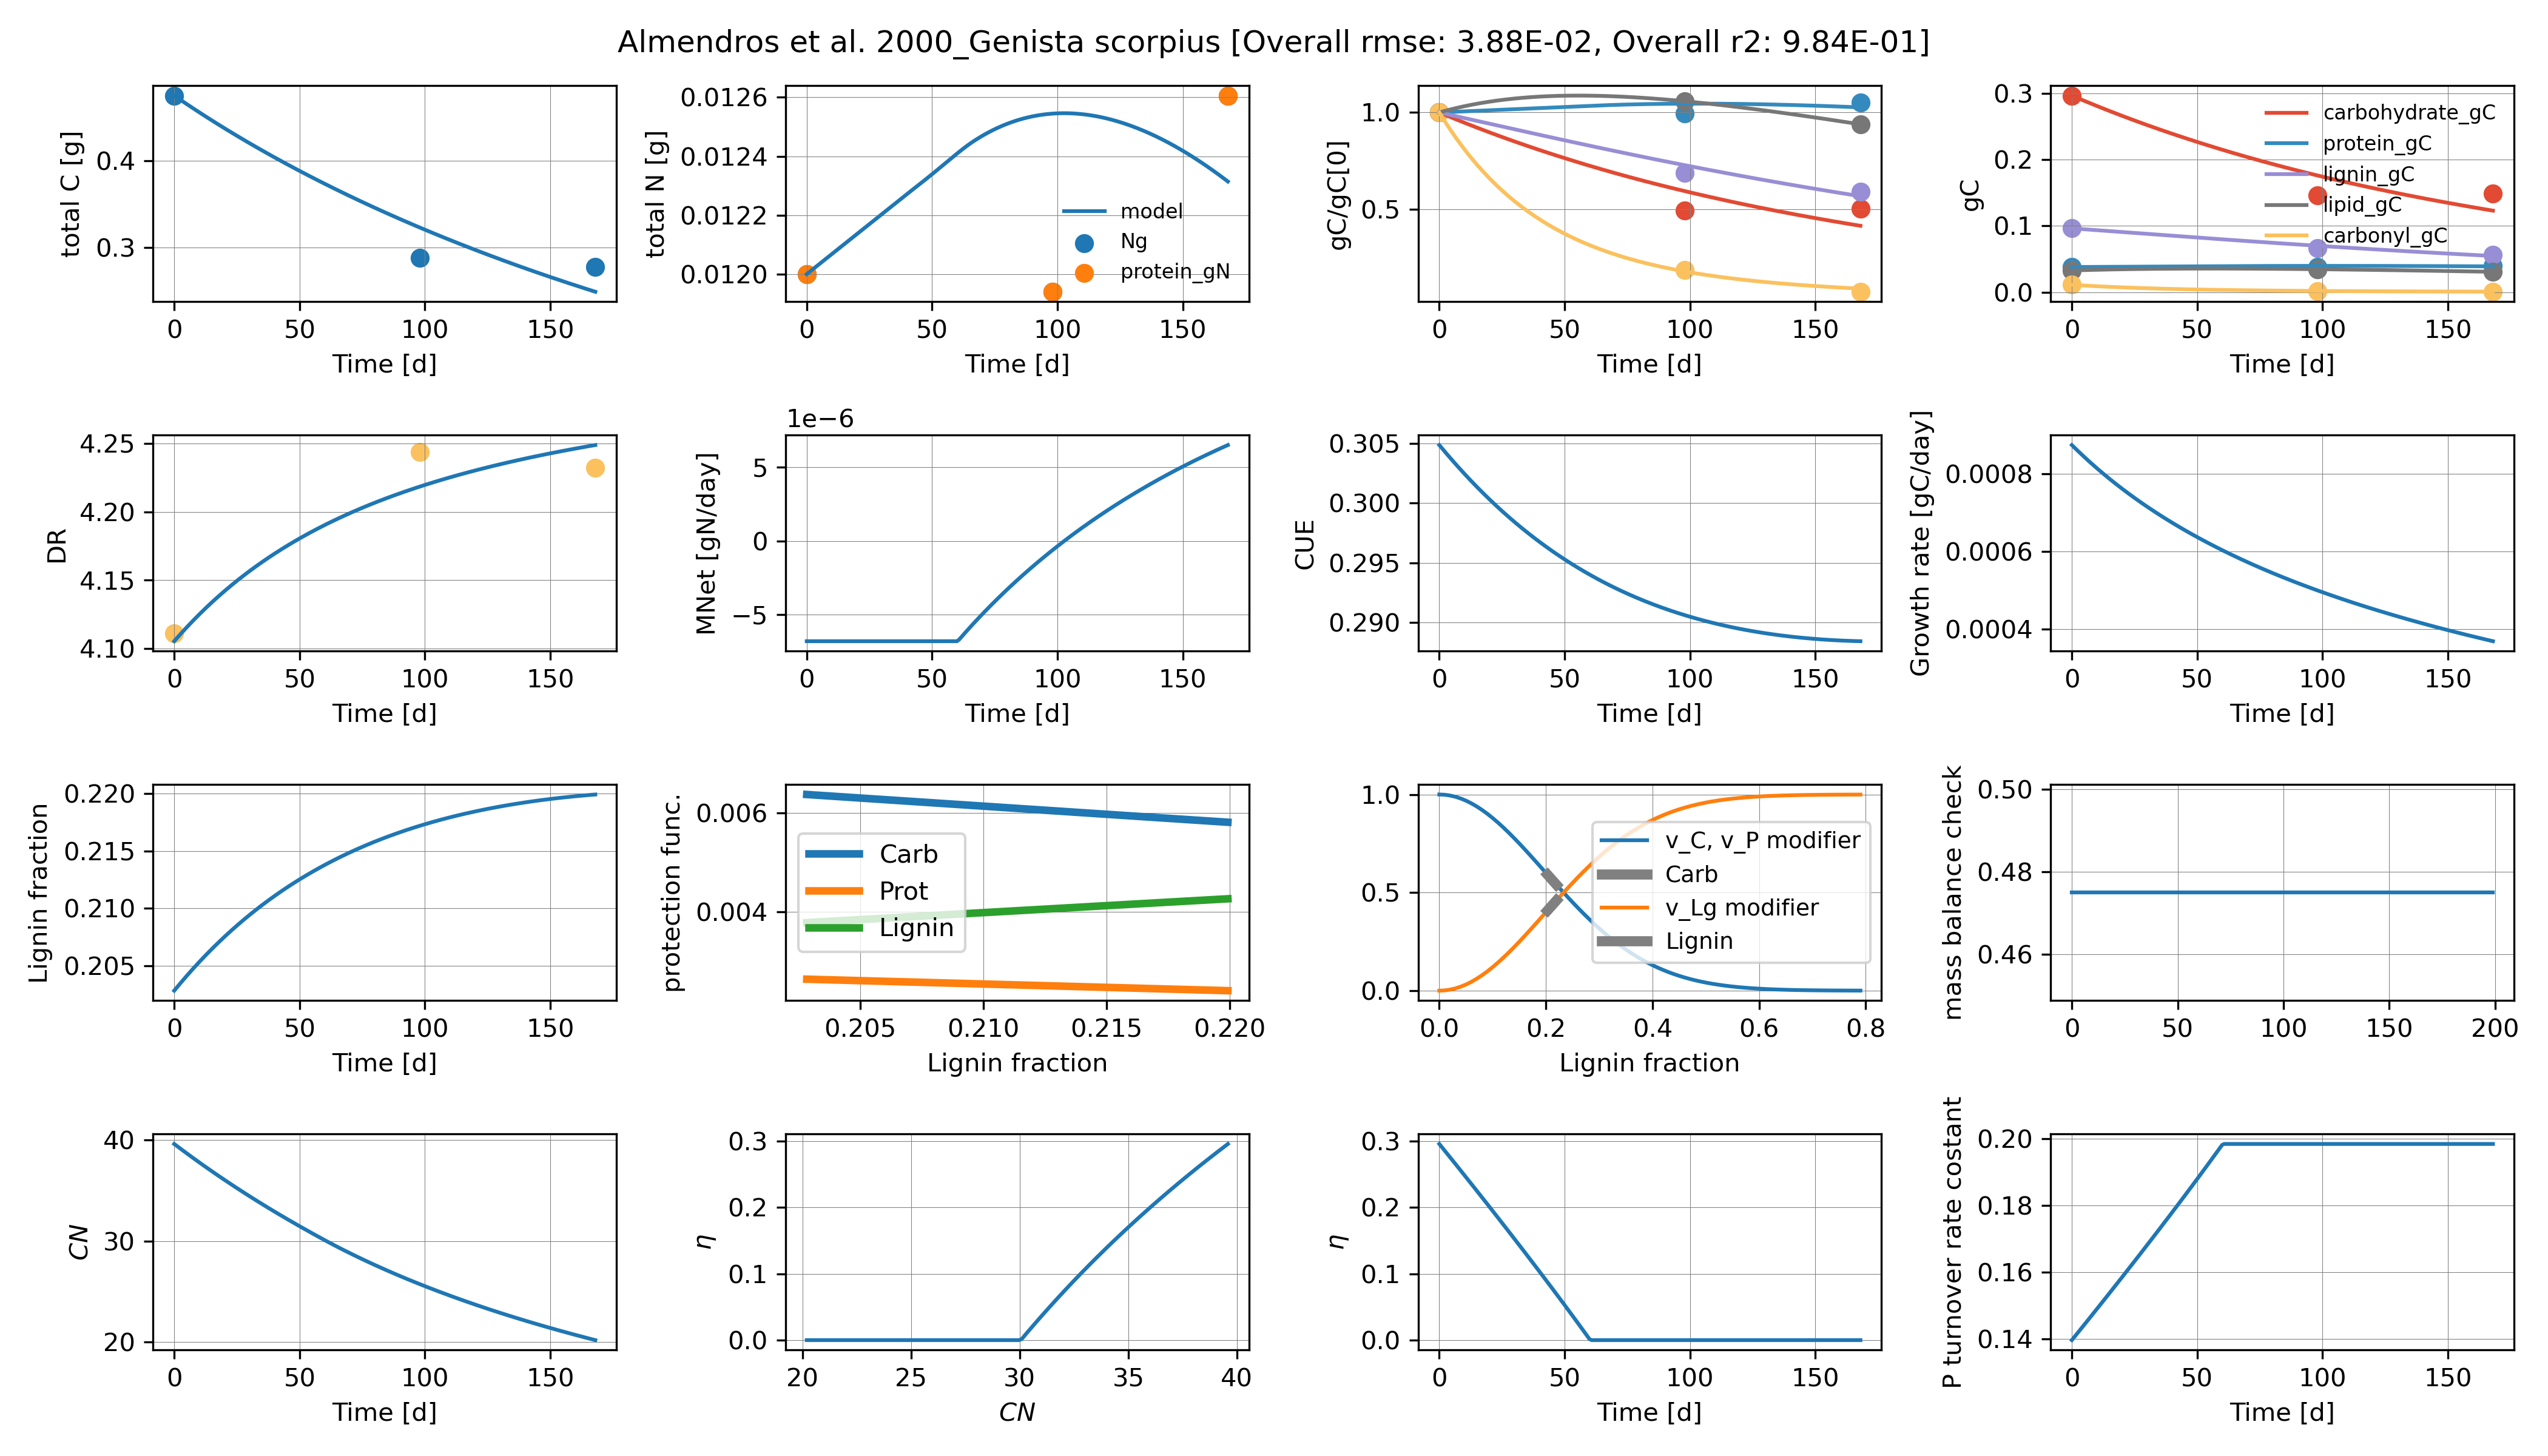 Almendros et al. 2000_Genista scorpius [Overall rmse: 3.88E-02, Overall r2: 9.84E-01]
total C [g]
0.4
0.3
0 50 100 150
Time [d]
total N [g]
0.0126
0.0124
0.0122
0.0120
model
Ng
protein_gN
0 50 100 150
Time [d]
gC/gC[0]
1.0
0.5
0 50 100 150
Time [d]
gC
0.3
0.2
0.1
0.0
carbohydrate_gC
protein_gC
lignin_gC
lipid_gC
carbonyl_gC
0 50 100 150
Time [d]
DR
4.25
4.20
4.15
4.10
0 50 100 150
Time [d]
1e−6
MNet [gN/day]
5
0
−5
0 50 100 150
Time [d]
CUE
0.305
0.300
0.295
0.290
0 50 100 150
Time [d]
Growth rate [gC/day]
0.0008
0.0006
0.0004
0 50 100 150
Time [d]
Lignin fraction
0.220
0.215
0.210
0.205
0 50 100 150
Time [d]
protection func.
0.006
0.004
Carb
Prot
Lignin
0.205 0.210 0.215 0.220
Lignin fraction
1.0
0.5
0.0
v_C, v_P modifier
Carb
v_Lg modifier
Lignin
0.0 0.2 0.4 0.6 0.8
Lignin fraction
mass balance check
0.50
0.48
0.46
0 50 100 150 200
CN
40
30
20
0 50 100 150
Time [d]
η
0.3
0.2
0.1
0.0
20 25 30 35 40
CN
η
0.3
0.2
0.1
0.0
0 50 100 150
Time [d]
P turnover rate costant
0.20
0.18
0.16
0.14
0 50 100 150
Time [d]